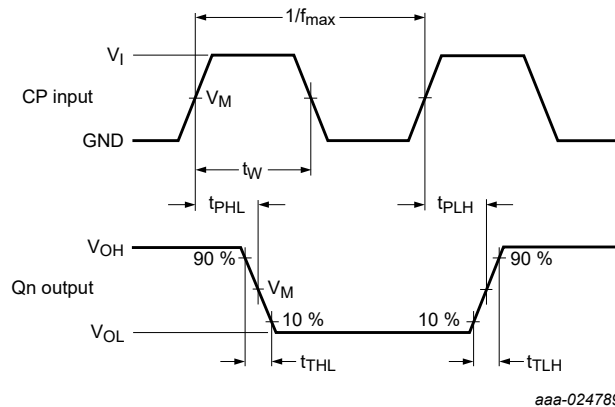 1/fmax
VI
CP input
VM
GND
tW
tPHL
tPLH
VOH
90 %
90 %
Qn output
VM
10 %
10 %
VOL
tTHL
tTLH
aaa-024789